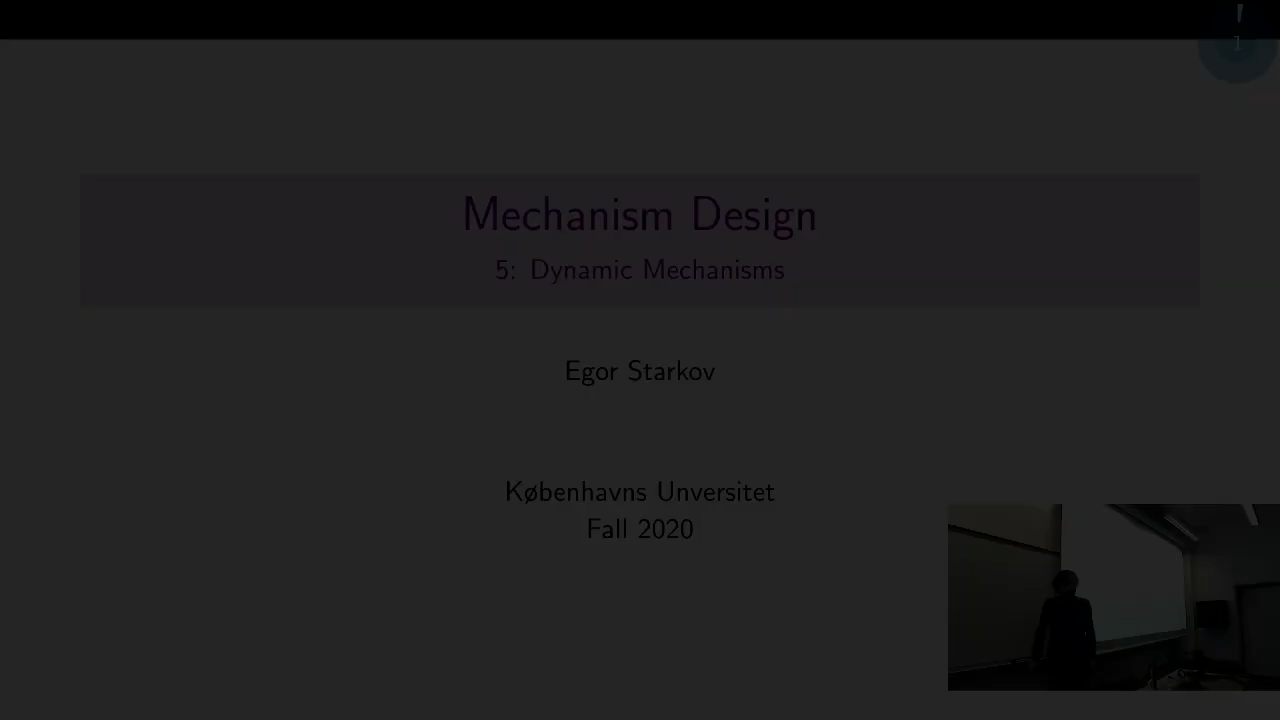 Mechanism Design
5: Dynamic Mechanisms
Egor Starkov
Københavns Unversitet
Fall 2020